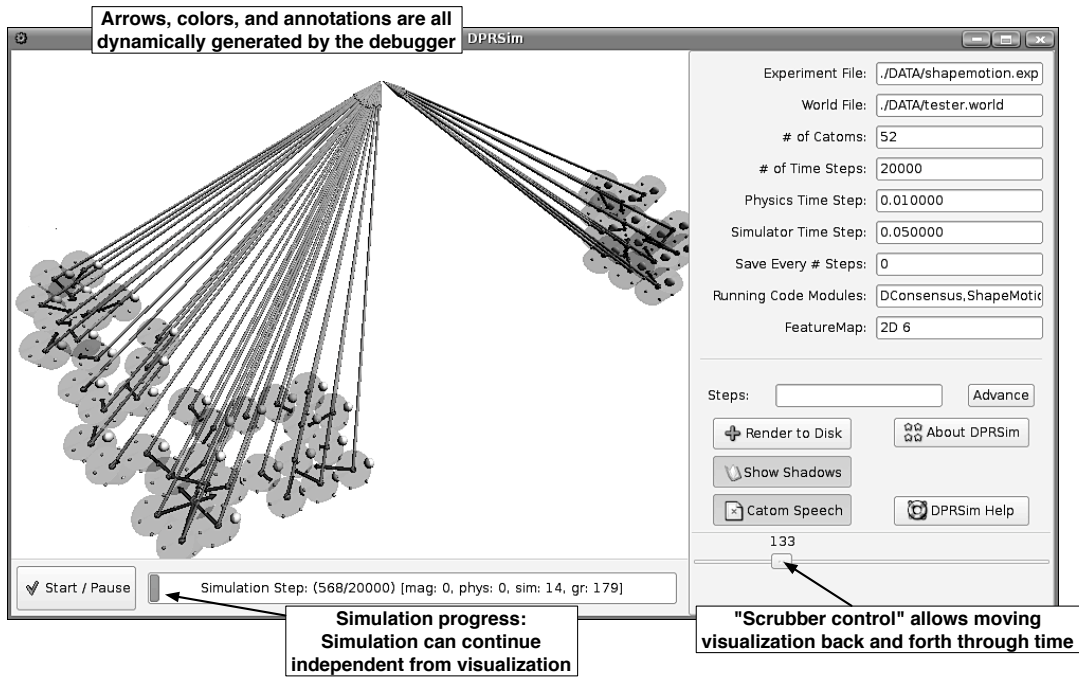 Arrows, colors, and annotations are all
dynamically generated by the debugger
DPRSim
Experiment File: ./DATA/shapemotion.exp
World File: ./DATA/tester.world
# of Catoms: 52
# of Time Steps: 20000
Physics Time Step: 0.010000
Simulator Time Step: 0.050000
Save Every # Steps: 0
Running Code Modules: DConsensus,ShapeMotic
FeatureMap: 2D 6
Steps: Advance
Render to Disk About DPRSim
Show Shadows
Catom Speech DPRSim Help
133
Start / Pause Simulation Step: (568/20000) [mag: 0, phys: 0, sim: 14, gr: 179]
Simulation progress:
Simulation can continue
independent from visualization
"Scrubber control" allows moving
visualization back and forth through time